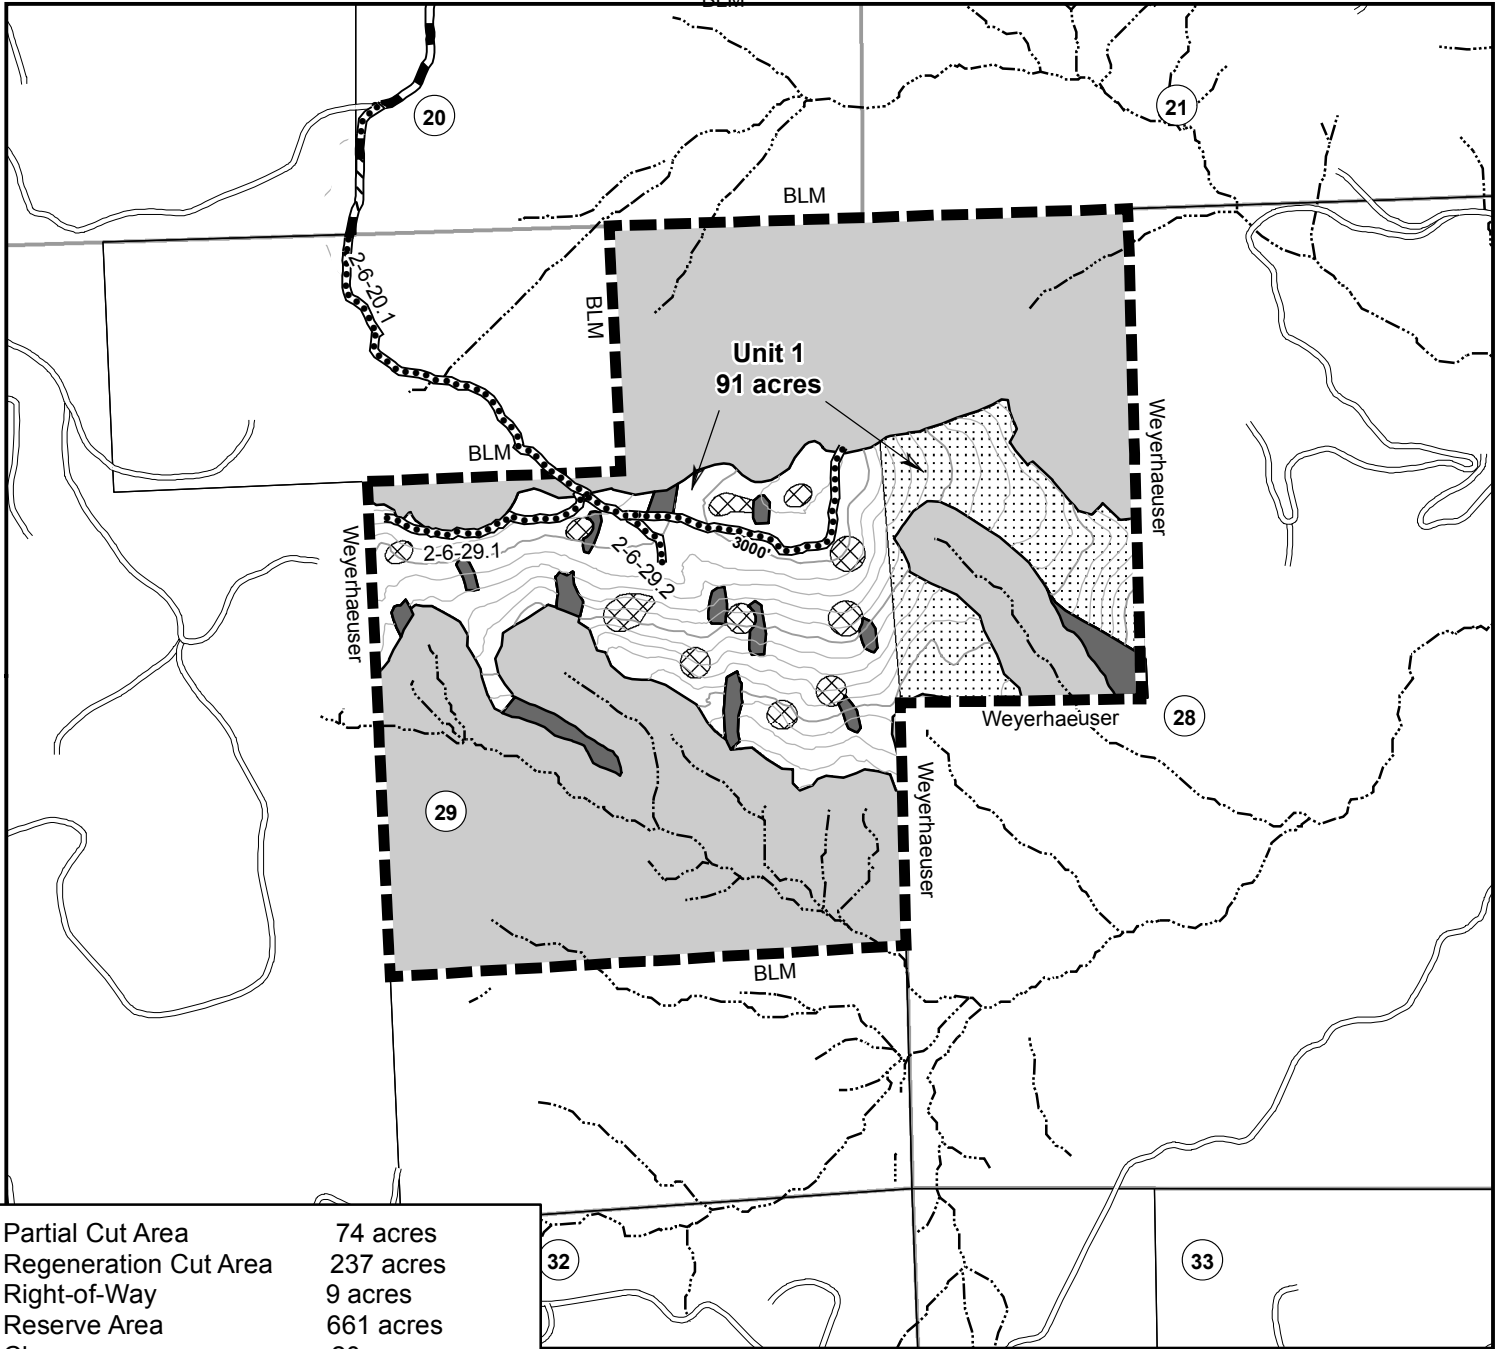 20
21
BLM
2-6-20.1
BLM
Unit 1
91 acres
Weyerhaeuser
BLM
Weyerhaeuser
2-6-29.1
2-6-29.2
3000'
Weyerhaeuser
28
Weyerhaeuser
29
BLM
Partial Cut Area 74 acres
Regeneration Cut Area 237 acres
Right-of-Way 9 acres
Reserve Area 661 acres
32
33